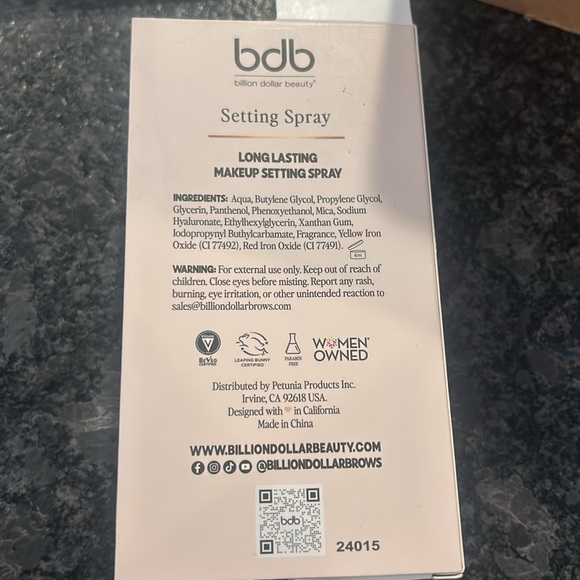 bdb
billion dollar beauty®
Setting Spray
LONG LASTING
MAKEUP SETTING SPRAY
INGREDIENTS: Aqua, Butylene Glycol, Propylene Glycol,
Glycerin, Panthenol, Phenoxyethanol, Mica, Sodium
Hyaluronate, Ethylhexylglycerin, Xanthan Gum,
Iodopropynyl Buthylcarbamate, Fragrance, Yellow Iron
Oxide (CI 77492), Red Iron Oxide (CI 77491).
6m
WARNING: For external use only. Keep out of reach of
children. Close eyes before misting. Report any rash,
burning, eye irritation, or other unintended reaction to
sales@billiondollarbrows.com
VEGAN
V
BEVEG
CERTIFIED
LEAPING BUNNY
CERTIFIED
PARABEN
FREE
WOMEN
OWNED
Distributed by Petunia Products Inc.
Irvine, CA 92618 USA.
Designed with in California
Made in China
WWW.BILLIONDOLLARBEAUTY.COM
@BILLIONDOLLARBROWS
bdb
24015